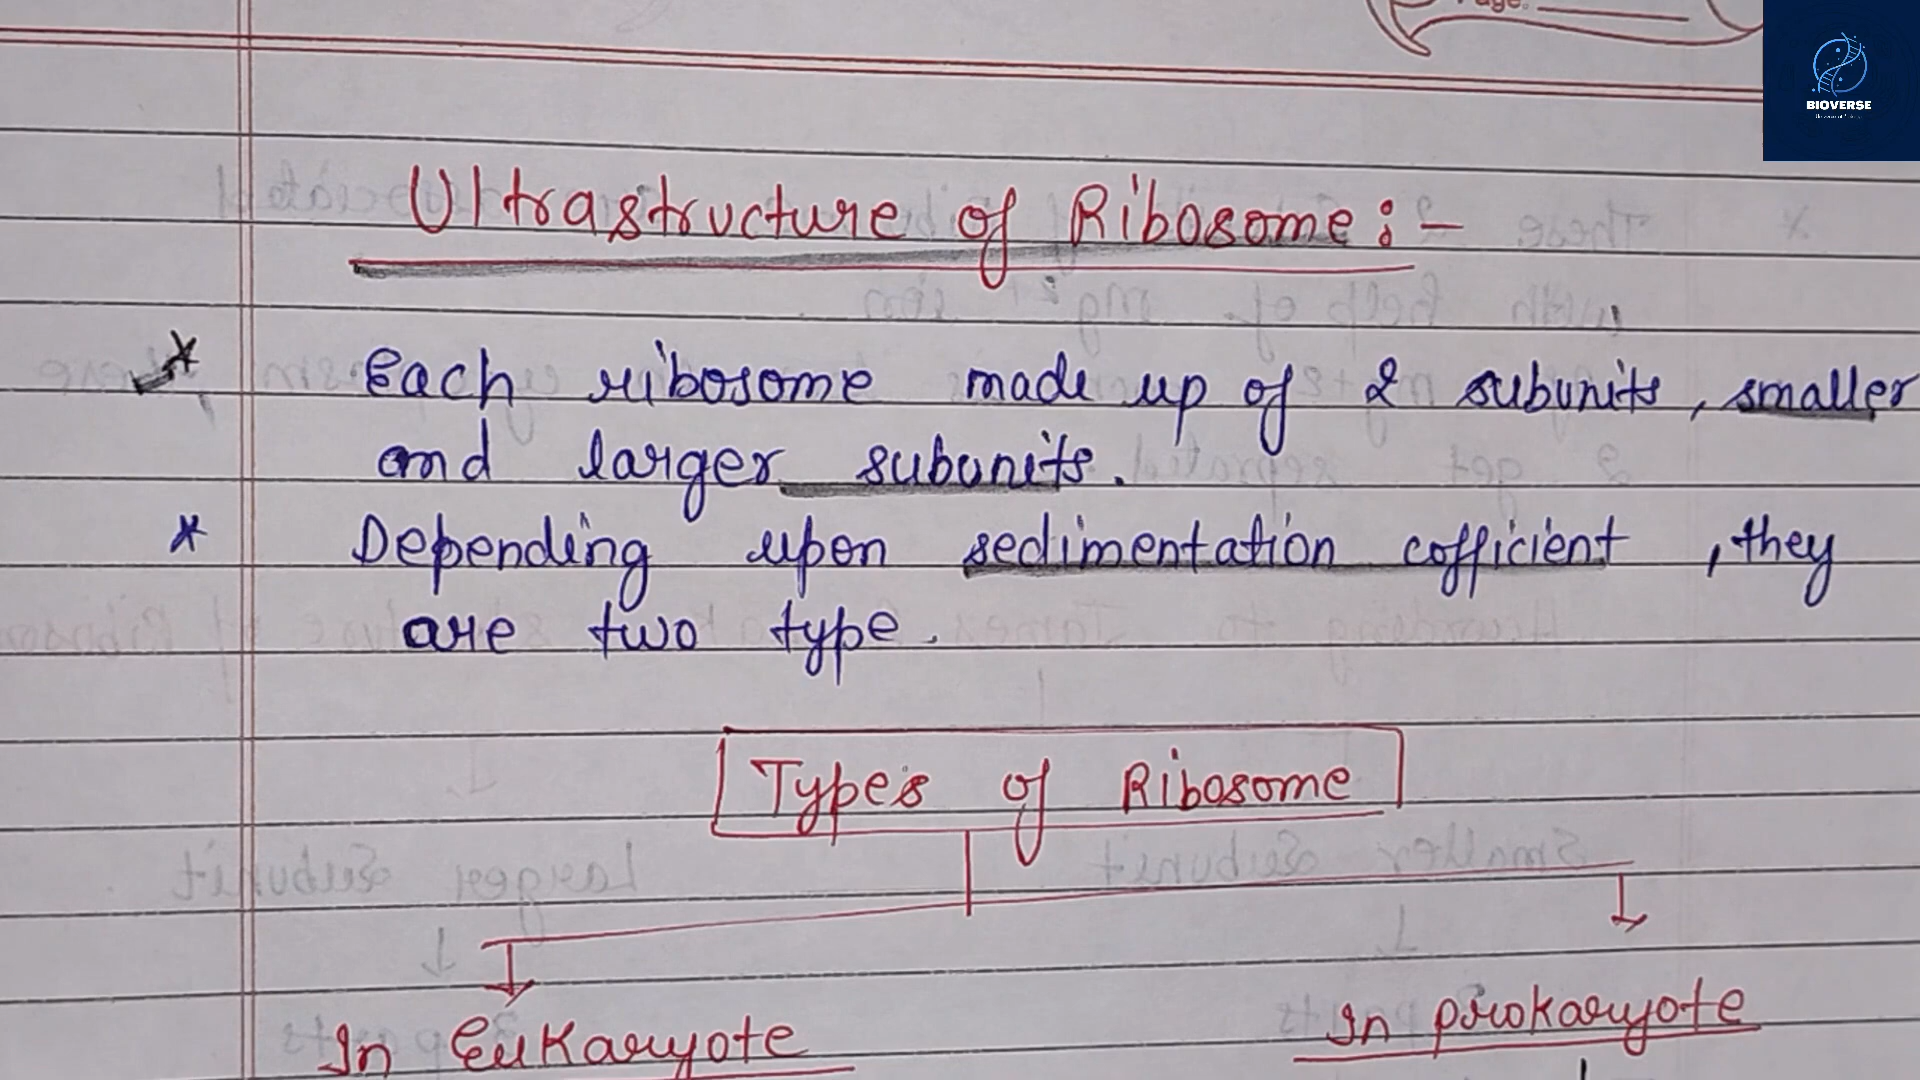 Page:
BIOVERSE
Ultrastructure of Ribosome :-
* Each ribosome made up of 2 subunits, smaller
and larger subunits.
* Depending upon sedimentation cofficient, they
are two type.
Types of Ribosome
In Eukaryote
In prokaryote